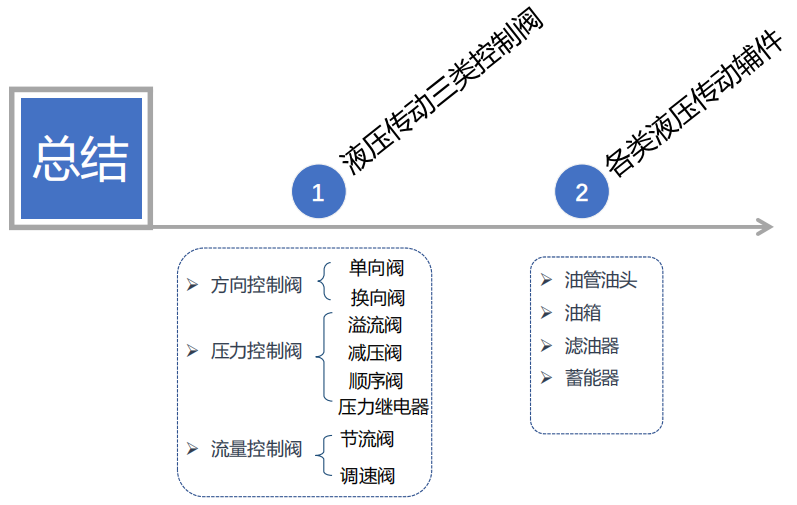 总结
1
液压传动三类控制阀
2
各类液压传动辅件
方向控制阀
单向阀
换向阀
压力控制阀
溢流阀
减压阀
顺序阀
压力继电器
流量控制阀
节流阀
调速阀
油管油头
油箱
滤油器
蓄能器